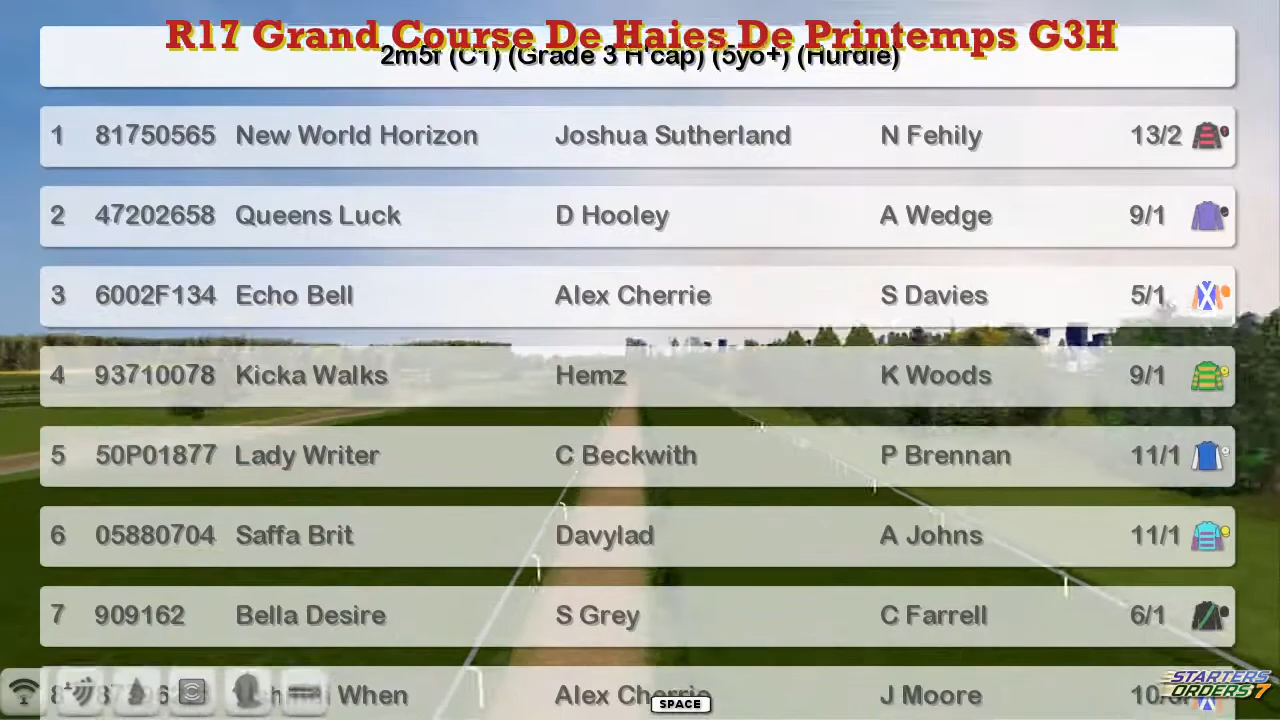 R17 Grand Course De Haies De Printemps G3H
2m5f (C1) (Grade 3 H'cap) (5yo+) (Hurdle)
1 81750565 New World Horizon Joshua Sutherland N Fehily 13/2
2 47202658 Queens Luck D Hooley A Wedge 9/1
3 6002F134 Echo Bell Alex Cherrie S Davies 5/1
4 93710078 Kicka Walks Hemz K Woods 9/1
5 50P01877 Lady Writer C Beckwith P Brennan 11/1
6 05880704 Saffa Brit Davylad A Johns 11/1
7 909162 Bella Desire S Grey C Farrell 6/1
8 When Alex Cherrie J Moore
SPACE
STARTERS ORDERS 7